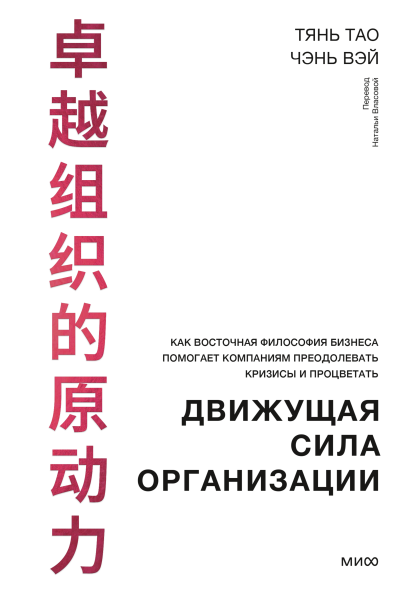 卓越组织的原动力
ТЯНЬ ТАО
ЧЭНЬ ВЭЙ
Перевод
Натальи Власовой
КАК ВОСТОЧНАЯ ФИЛОСОФИЯ БИЗНЕСА
ПОМОГАЕТ КОМПАНИЯМ ПРЕОДОЛЕВАТЬ
КРИЗИСЫ И ПРОЦВЕТАТЬ
ДВИЖУЩАЯ
СИЛА
ОРГАНИЗАЦИИ
МИФ